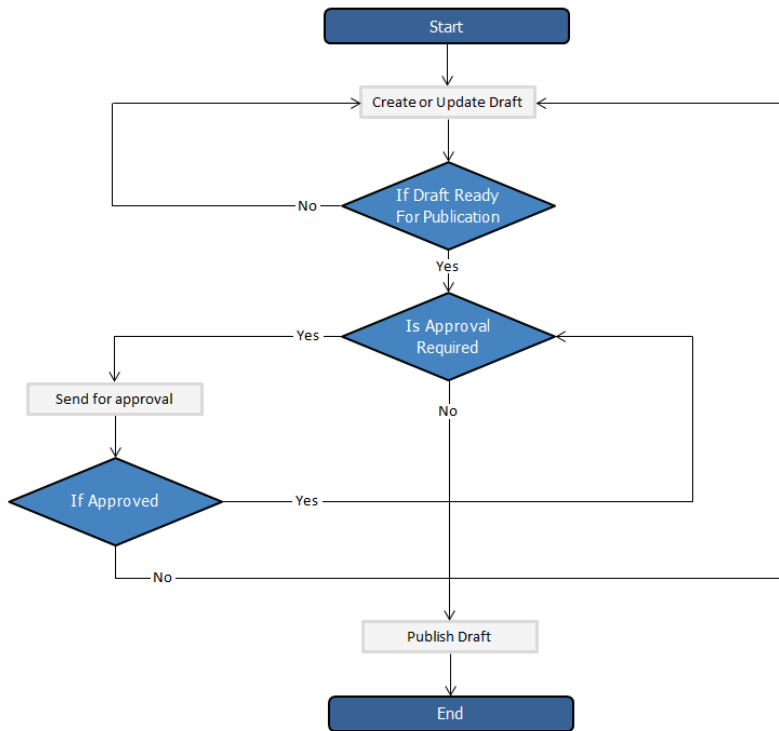 Start
Create or Update Draft
If Draft Ready
For Publication
No
Yes
Is Approval
Required
Yes
Send for approval
No
If Approved
Yes
No
Publish Draft
End